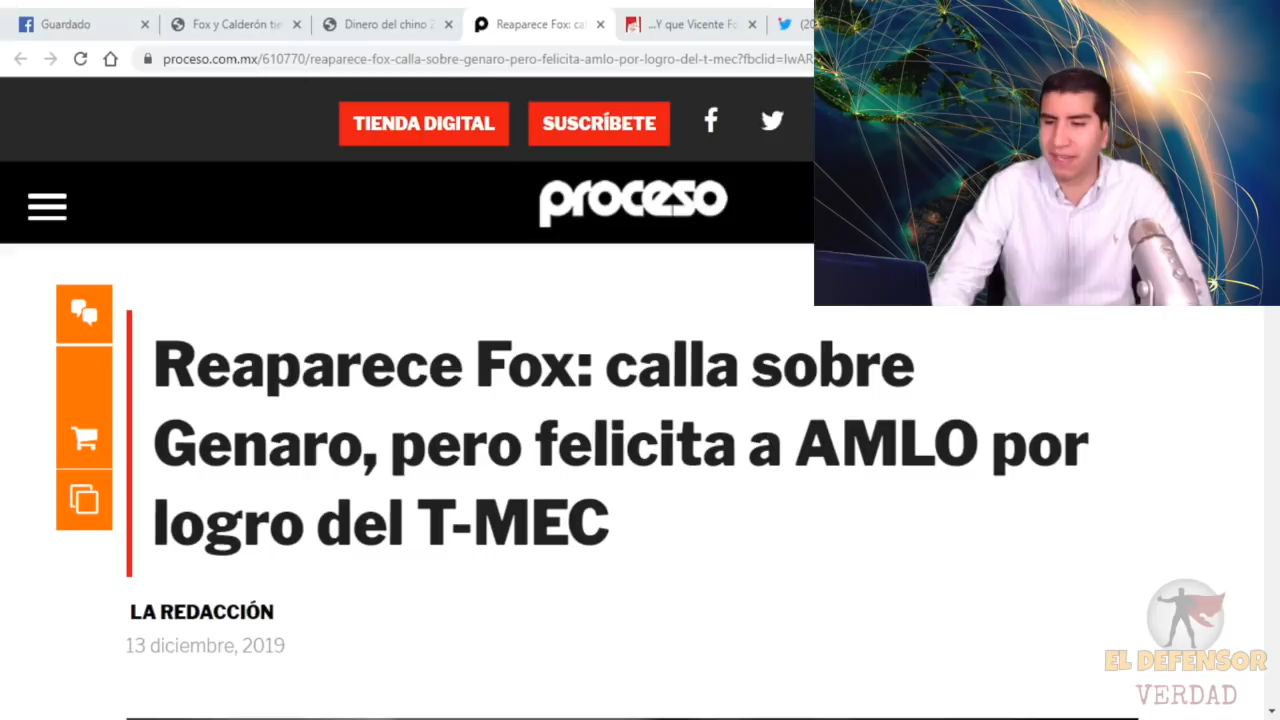 Guardado
Fox y Calderón tie
Dinero del chino Z
Reaparece Fox: ca
...Y que Vicente Fo
(20
proceso.com.mx/610770/reaparece-fox-calla-sobre-genaro-pero-felicita-amlo-por-logro-del-t-mec?fbclid=IwAR
TIENDA DIGITAL
SUSCRÍBETE
proceso
Reaparece Fox: calla sobre
Genaro, pero felicita a AMLO por
logro del T-MEC
LA REDACCIÓN
13 diciembre, 2019
EL DEFENSOR
VERDAD